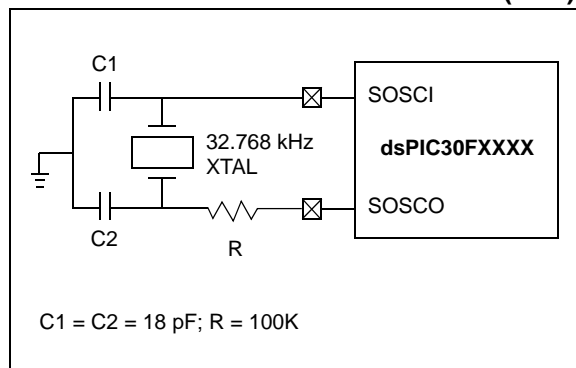 C1
SOSCI
32.768 kHz
XTAL
dsPIC30FXXXX
SOSCO
C2
R
C1 = C2 = 18 pF; R = 100K